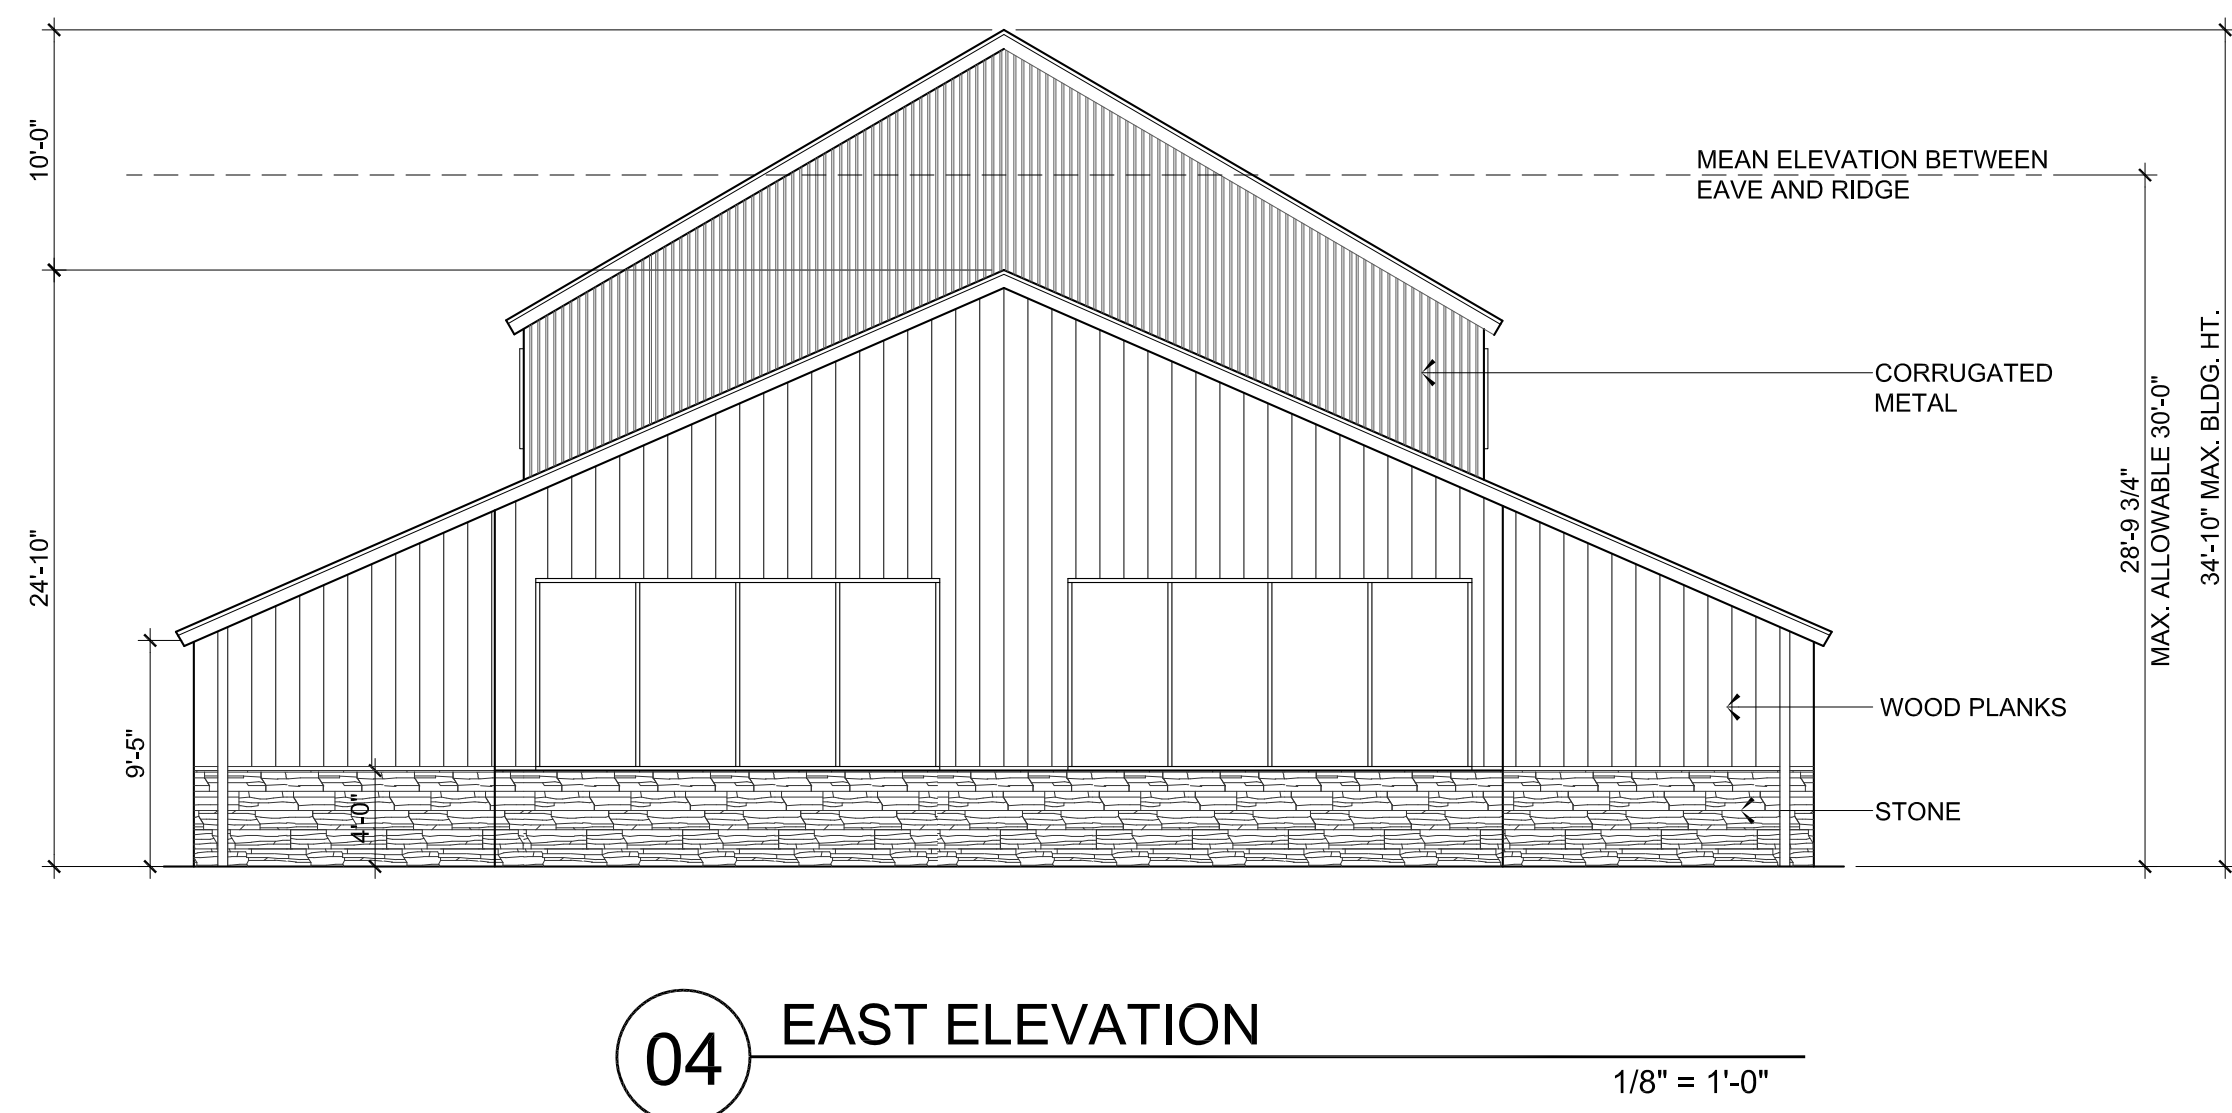 10'-0"
MEAN ELEVATION BETWEEN
EAVE AND RIDGE
CORRUGATED
METAL
34'-10" MAX. BLDG. HT.
28'-9 3/4"
MAX. ALLOWABLE 30'-0"
24'-10"
9'-5"
4'-0"
WOOD PLANKS
STONE
04
EAST ELEVATION
1/8" = 1'-0"